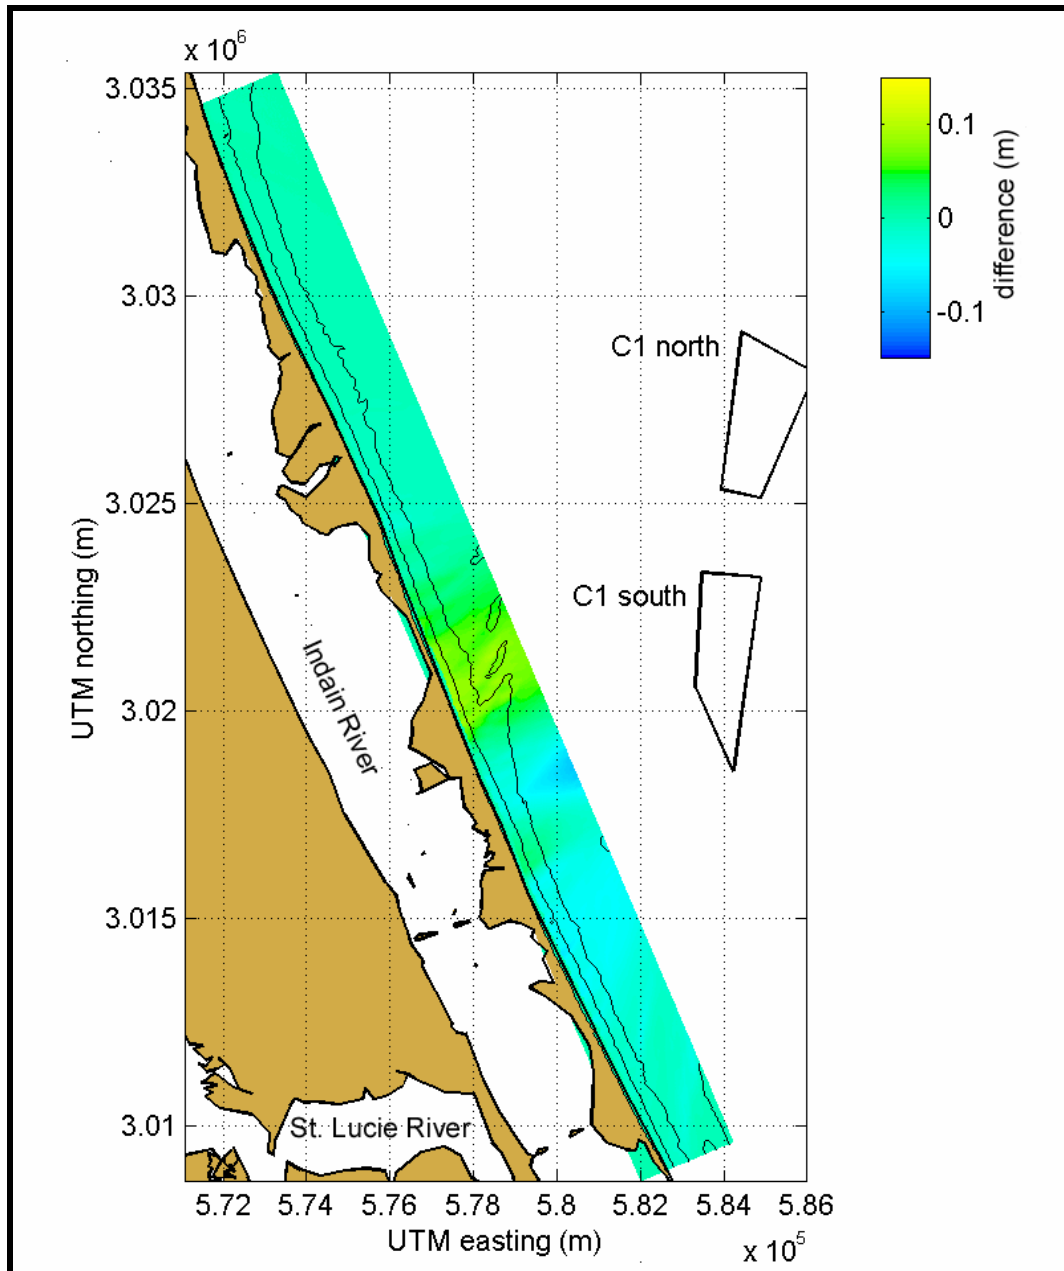 x 10^6
3.035
3.03
3.025
3.02
3.015
3.01
UTM northing (m)
5.72 5.74 5.76 5.78 5.8 5.82 5.84 5.86
UTM easting (m)
x 10^5
C1 north
C1 south
Indain River
St. Lucie River
0.1
0
-0.1
difference (m)